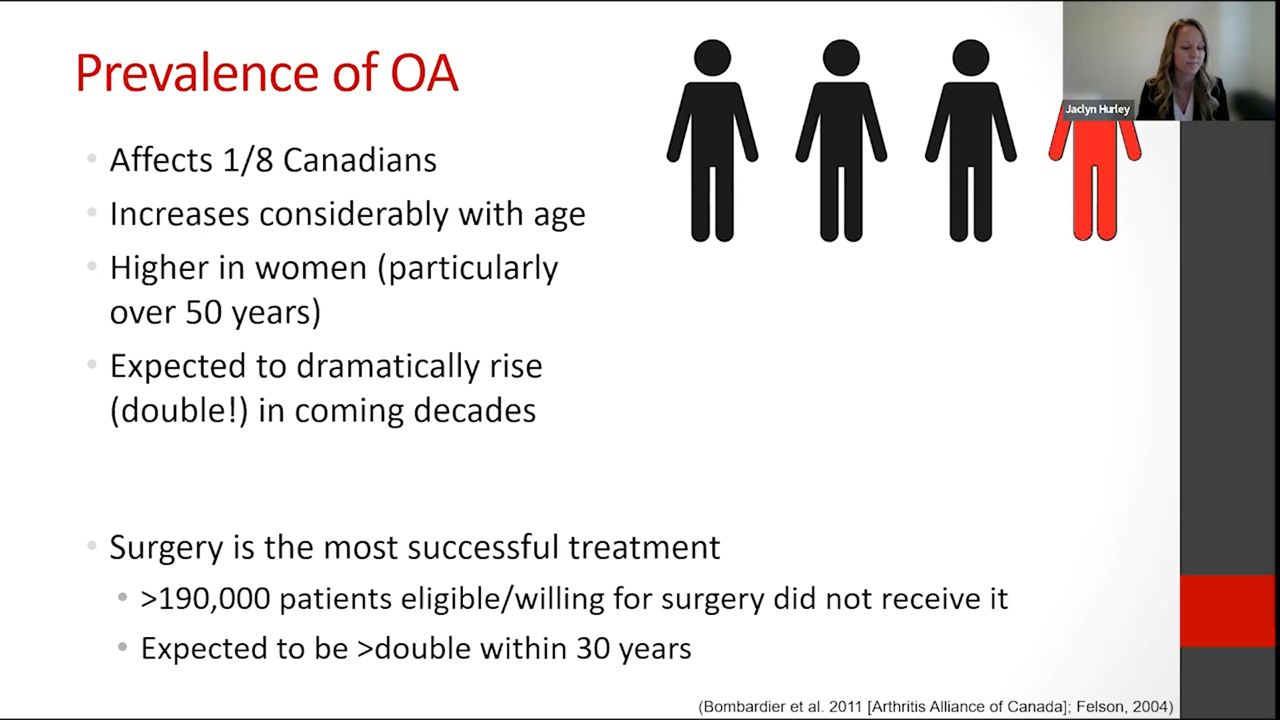 Prevalence of OA
Jaclyn Hurley
• Affects 1/8 Canadians
• Increases considerably with age
• Higher in women (particularly
over 50 years)
• Expected to dramatically rise
(double!) in coming decades
• Surgery is the most successful treatment
• >190,000 patients eligible/willing for surgery did not receive it
• Expected to be >double within 30 years
(Bombardier et al. 2011 [Arthritis Alliance of Canada]; Felson, 2004)